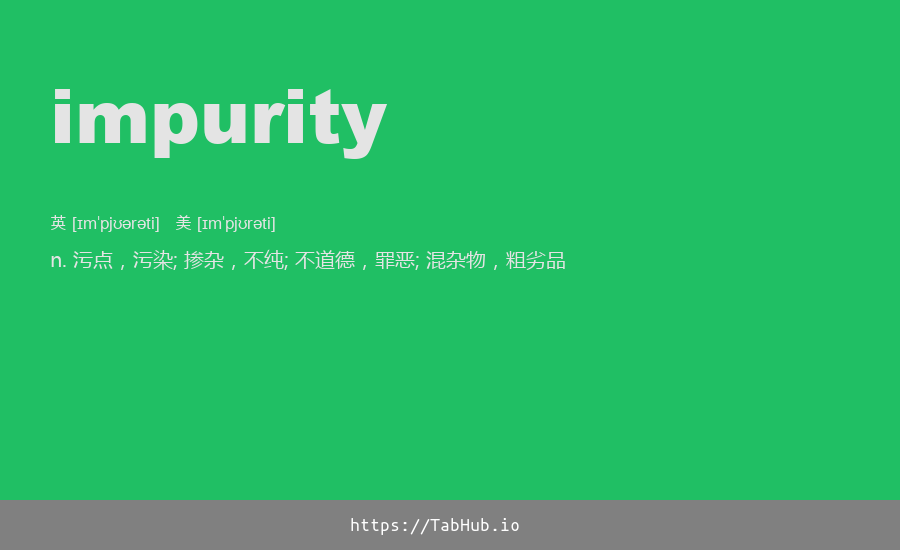 impurity
英 [ɪmˈpjʊərəti] 美 [ɪmˈpjʊrəti]
n. 污点，污染; 掺杂，不纯; 不道德，罪恶; 混杂物，粗劣品
https://TabHub.io